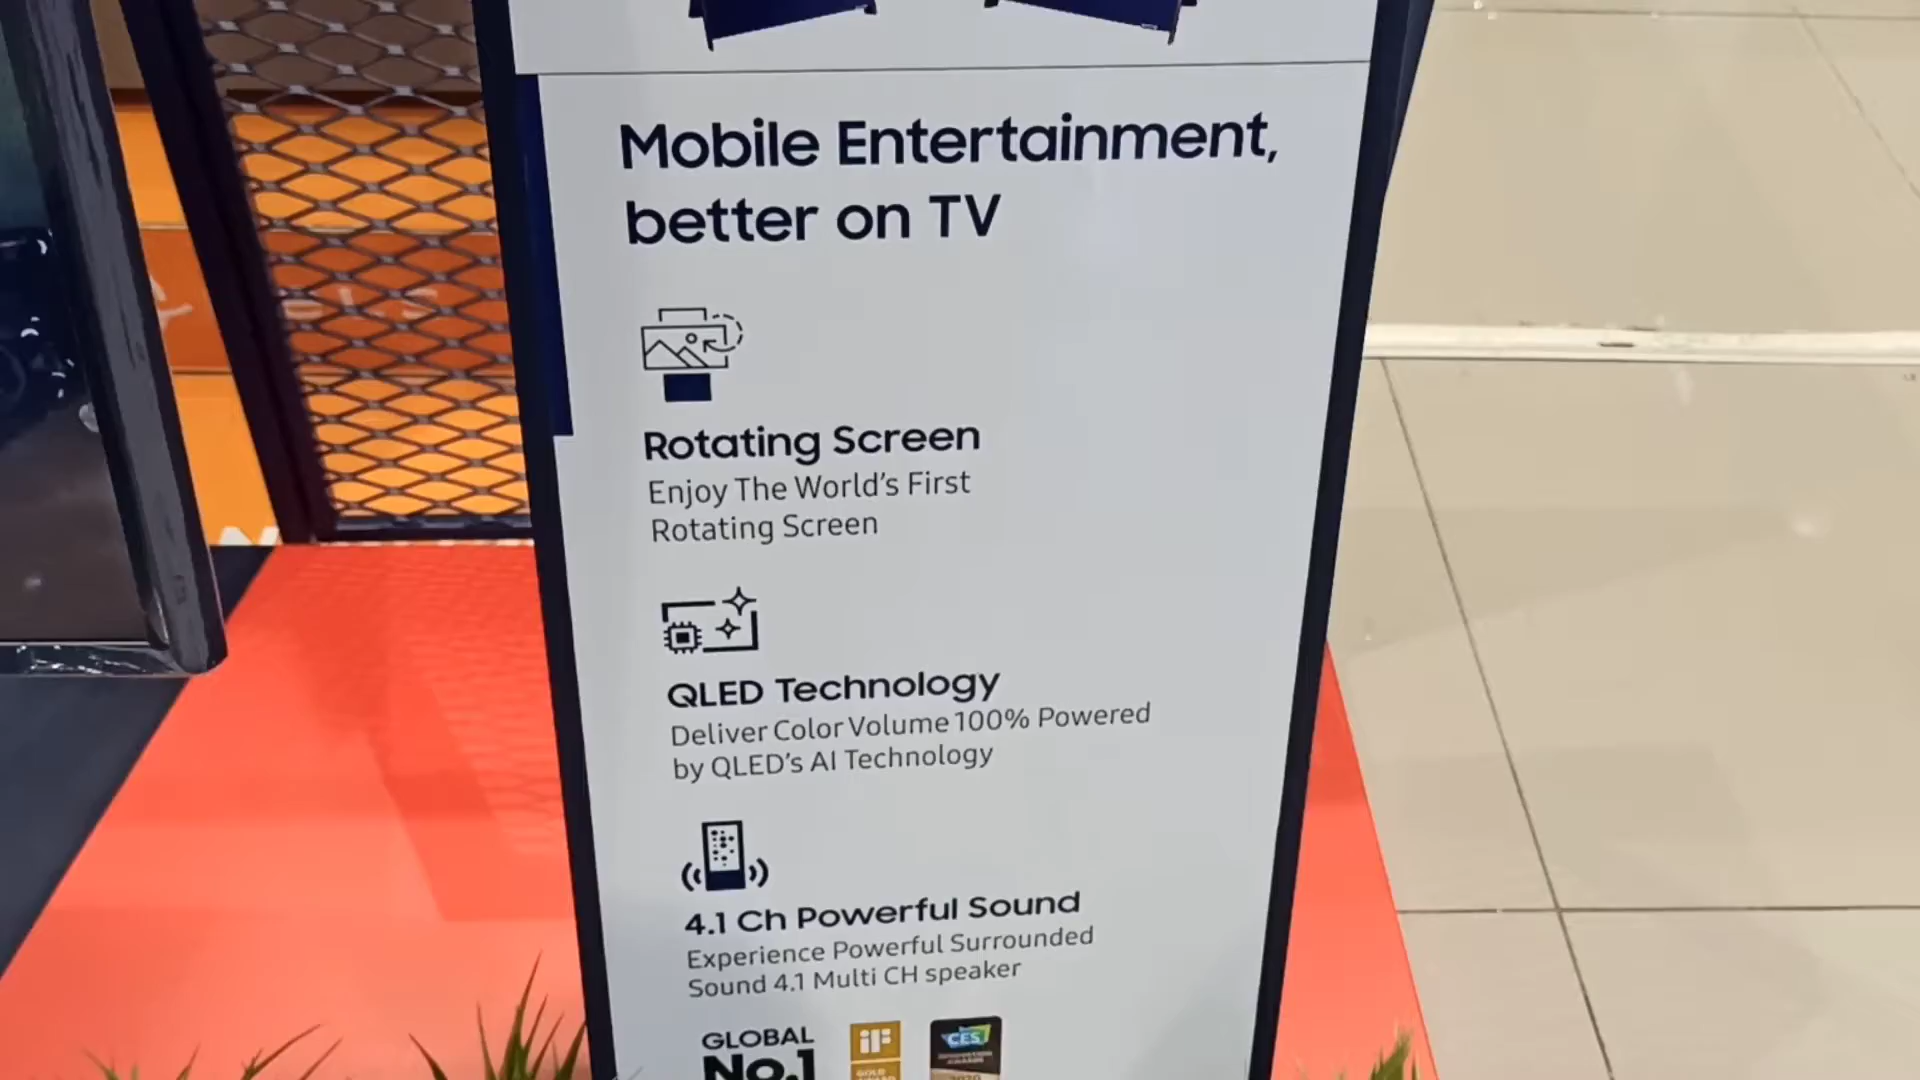 Mobile Entertainment,
better on TV
Rotating Screen
Enjoy The World's First
Rotating Screen
QLED Technology
Deliver Color Volume 100% Powered
by QLED's AI Technology
4.1 Ch Powerful Sound
Experience Powerful Surrounded
Sound 4.1 Multi CH speaker
GLOBAL
No.1
iF
GOLD
CES